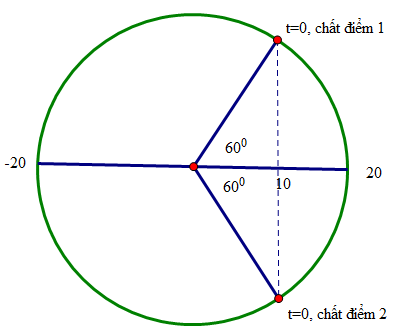 t=0, chất điểm 1
60⁰
-20
20
60⁰
10
t=0, chất điểm 2